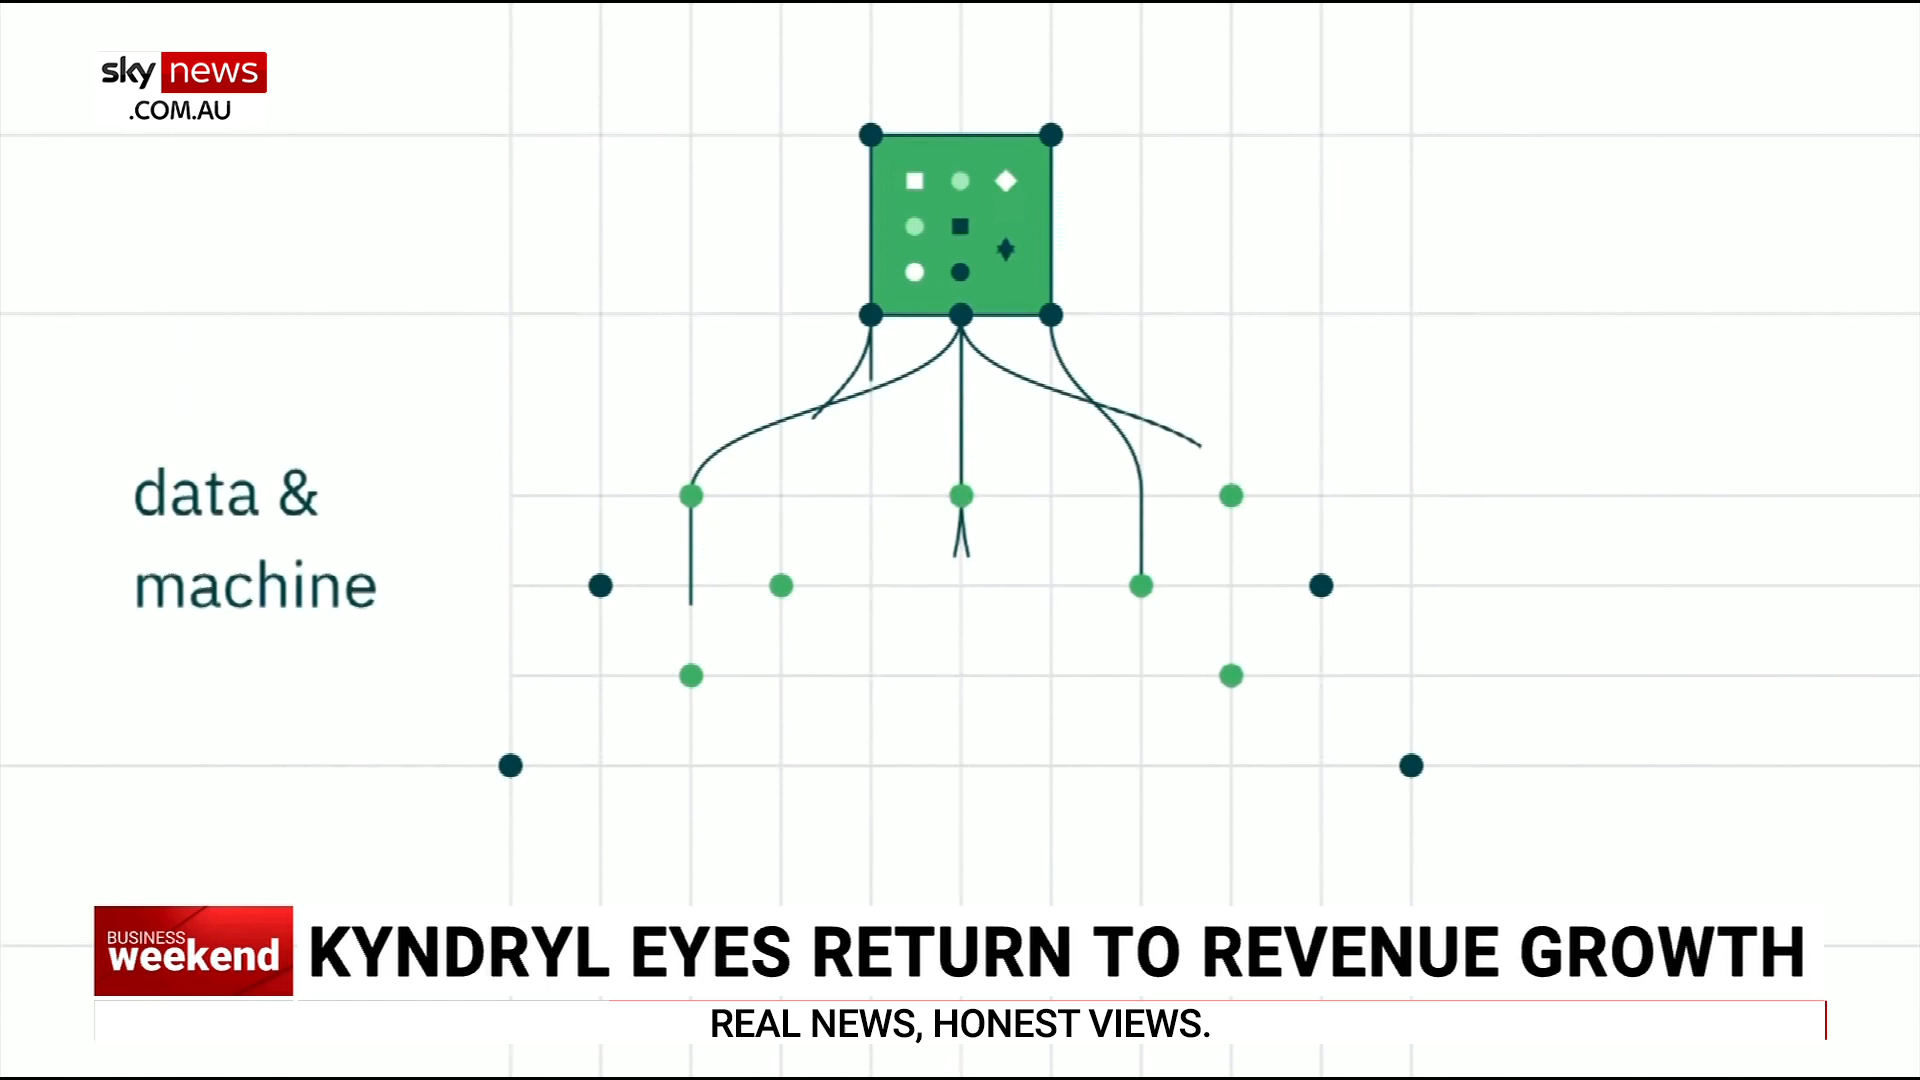 sky news
.COM.AU
data &
machine
BUSINESS
weekend
KYNDRYL EYES RETURN TO REVENUE GROWTH
REAL NEWS, HONEST VIEWS.